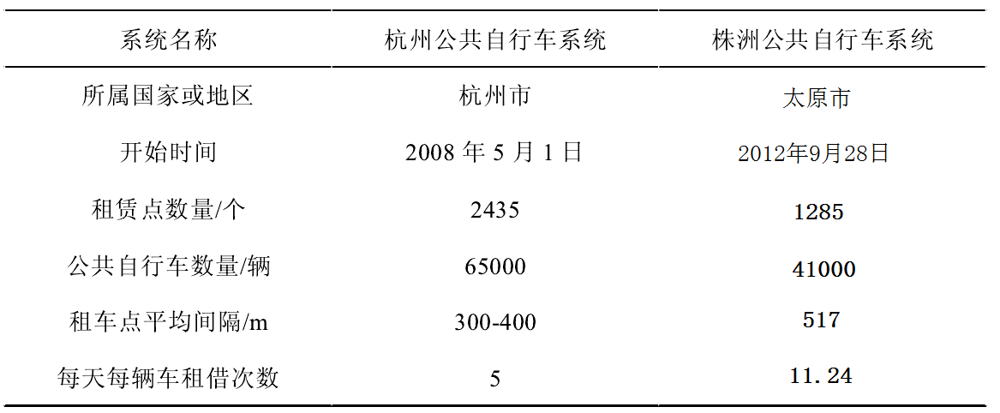 系统名称 杭州公共自行车系统 株洲公共自行车系统
所属国家或地区 杭州市 太原市
开始时间 2008 年 5 月 1 日 2012年9月28日
租赁点数量/个 2435 1285
公共自行车数量/辆 65000 41000
租车点平均间隔/m 300-400 517
每天每辆车租借次数 5 11.24